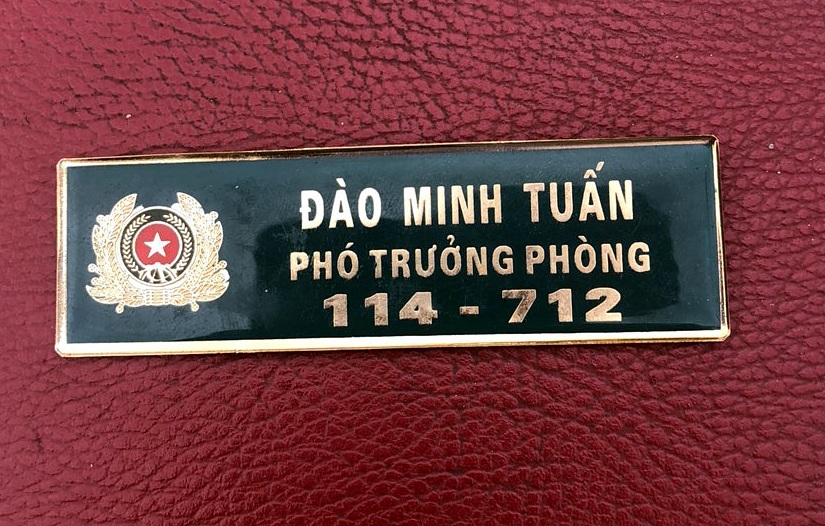 ĐÀO MINH TUẤN
PHÓ TRƯỞNG PHÒNG
114 - 712